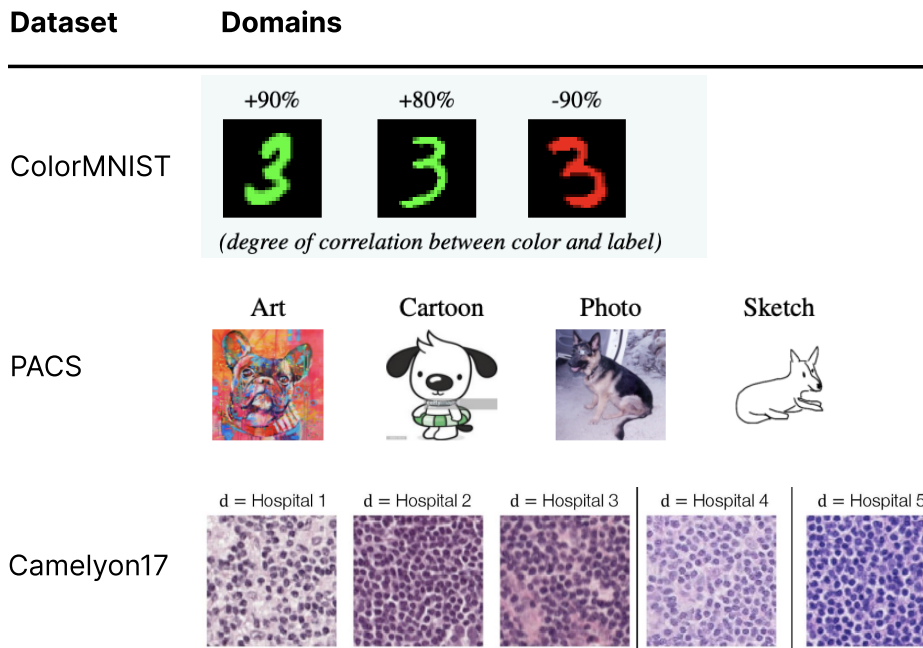 Dataset Domains
+90% +80% -90%
ColorMNIST
(degree of correlation between color and label)
Art Cartoon Photo Sketch
PACS
d = Hospital 1 d = Hospital 2 d = Hospital 3 d = Hospital 4 d = Hospital 5
Camelyon17